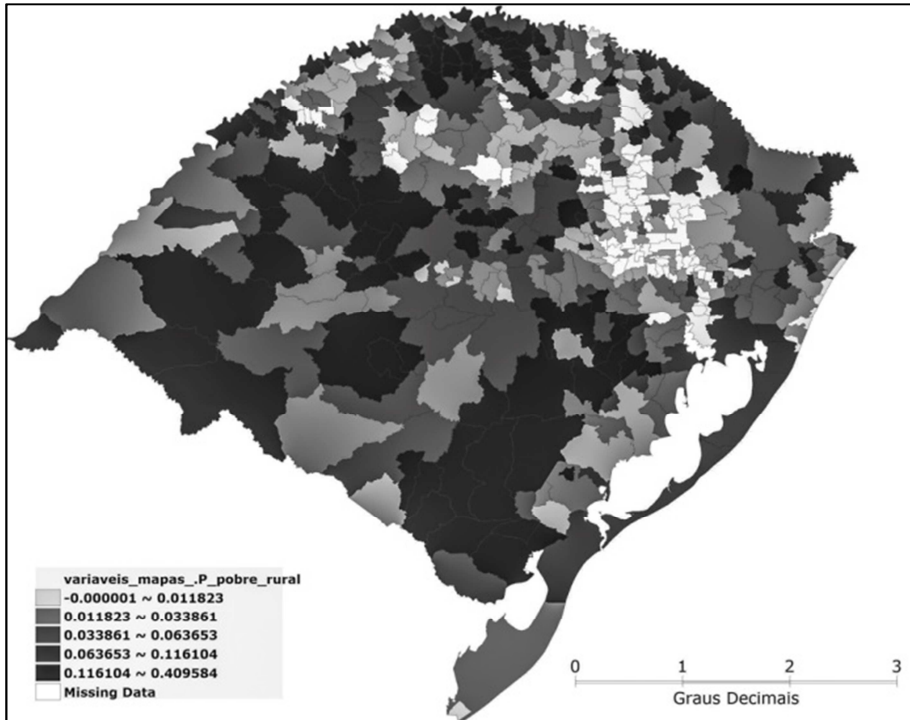 variaveis_mapas_.P_pobre_rural
-0.000001 ~ 0.011823
0.011823 ~ 0.033861
0.033861 ~ 0.063653
0.063653 ~ 0.116104
0.116104 ~ 0.409584
Missing Data
0 1 2 3
Graus Decimais